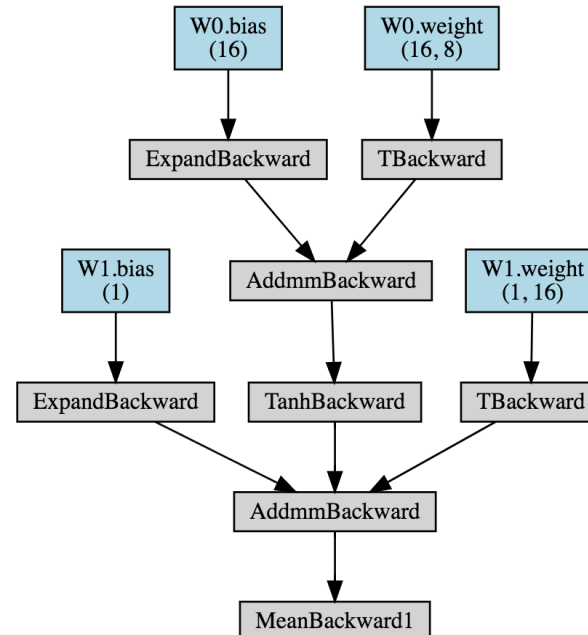 W0.bias
(16)
W0.weight
(16, 8)
ExpandBackward
TBackward
AddmmBackward
W1.bias
(1)
W1.weight
(1, 16)
ExpandBackward
TanhBackward
TBackward
AddmmBackward
MeanBackward1